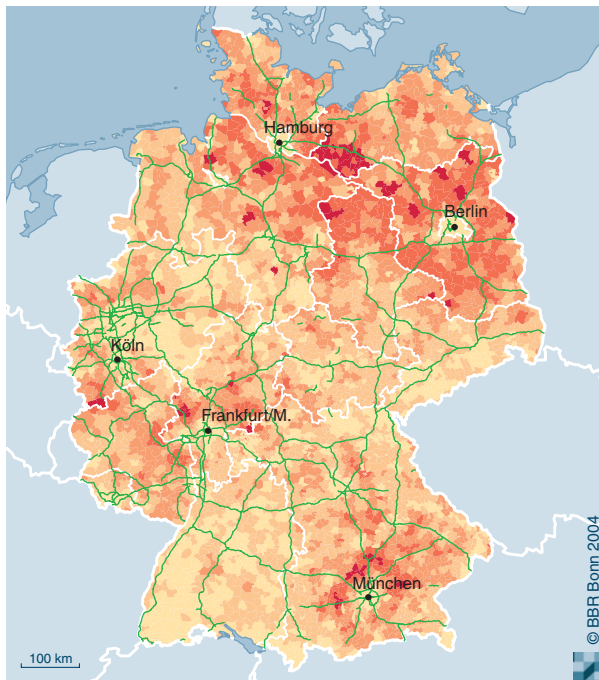 Hamburg
Berlin
Köln
Frankfurt/M.
München
100 km
© BBR Bonn 2004